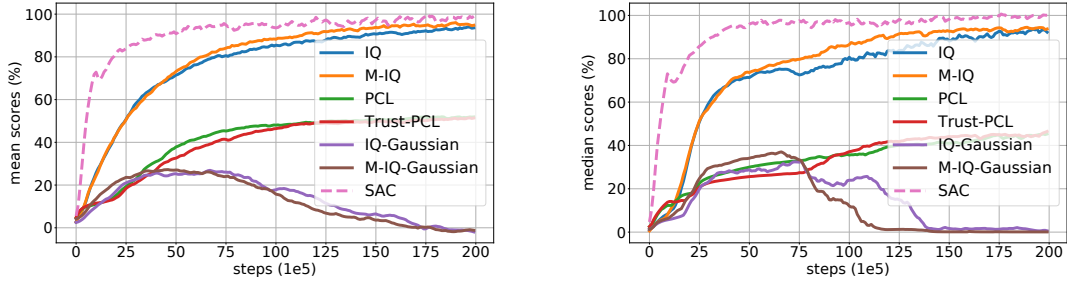 mean scores (%)
100
80
60
40
20
0
0 25 50 75 100 125 150 175 200
steps (1e5)
IQ
M-IQ
PCL
Trust-PCL
IQ-Gaussian
M-IQ-Gaussian
SAC
median scores (%)
100
80
60
40
20
0
0 25 50 75 100 125 150 175 200
steps (1e5)
IQ
M-IQ
PCL
Trust-PCL
IQ-Gaussian
M-IQ-Gaussian
SAC